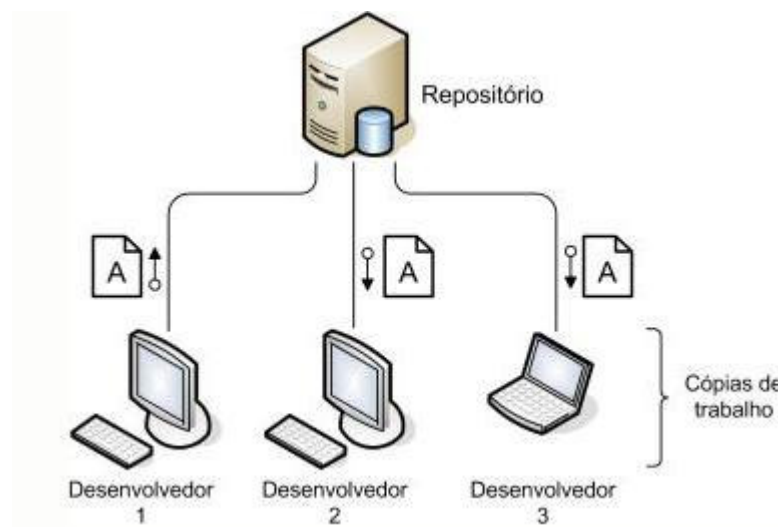 Repositório
A
A
A
Cópias de
trabalho
Desenvolvedor
1
Desenvolvedor
2
Desenvolvedor
3